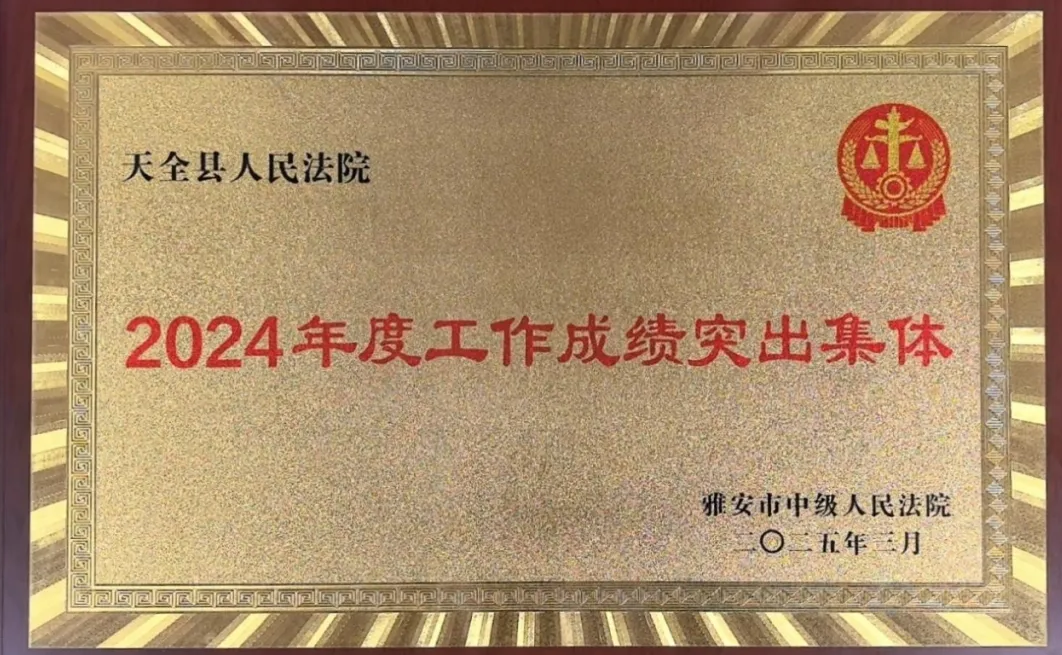 天全县人民法院
2024年度工作成绩突出集体
雅安市中级人民法院
二〇二五年三月